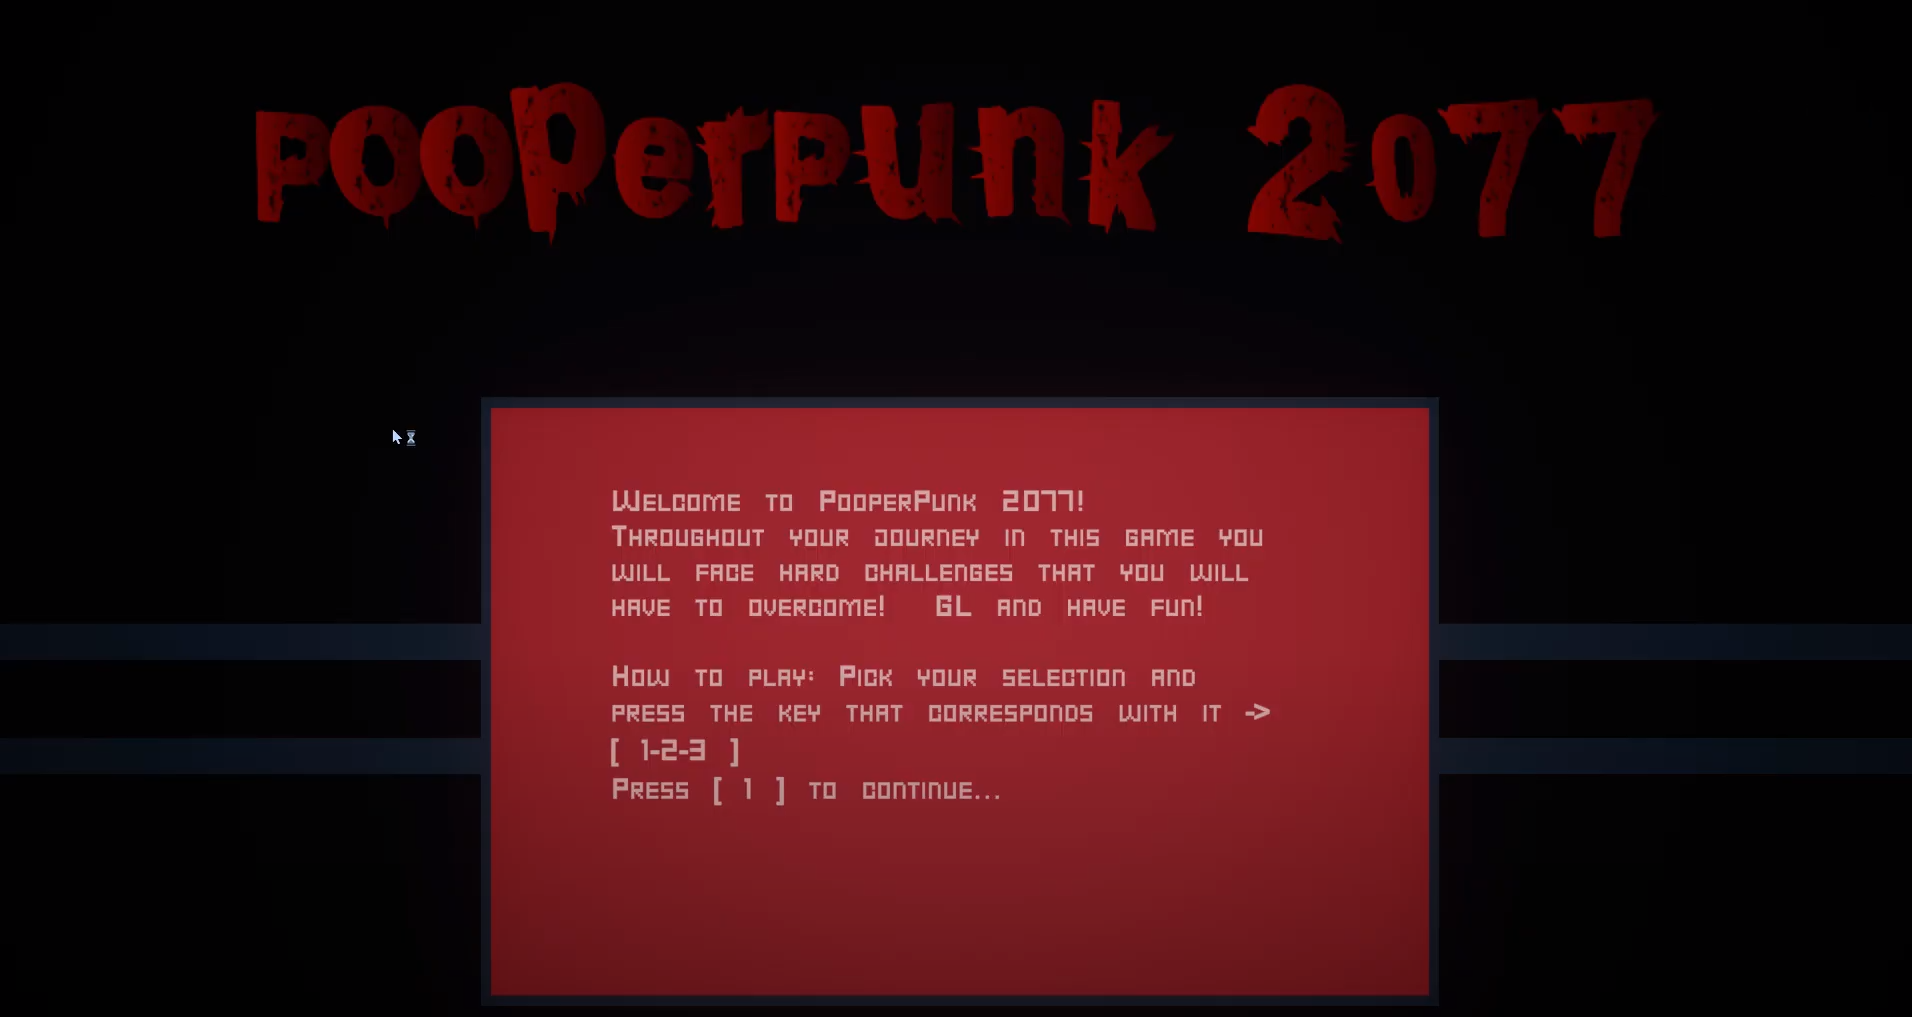 PooPerPunk 2077
Welcome to PooperPunk 2077!
Throughout your journey in this game you
will face hard challenges that you will
have to overcome! GL and have fun!
How to play: Pick your selection and
press the key that corresponds with it ->
[ 1-2-3 ]
Press [ 1 ] to continue...